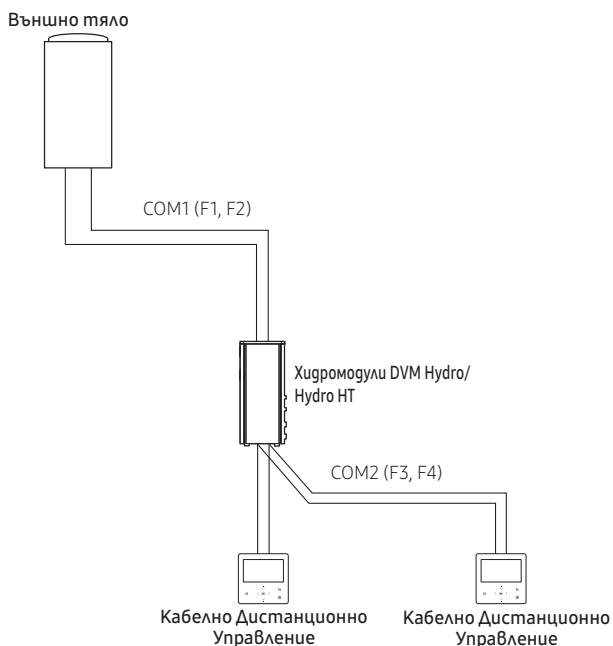 Външно тяло
COM1 (F1, F2)
Хидромодули DVM Hydro/
Hydro HT
COM2 (F3, F4)
Кабелно Дистанционно
Управление
Кабелно Дистанционно
Управление